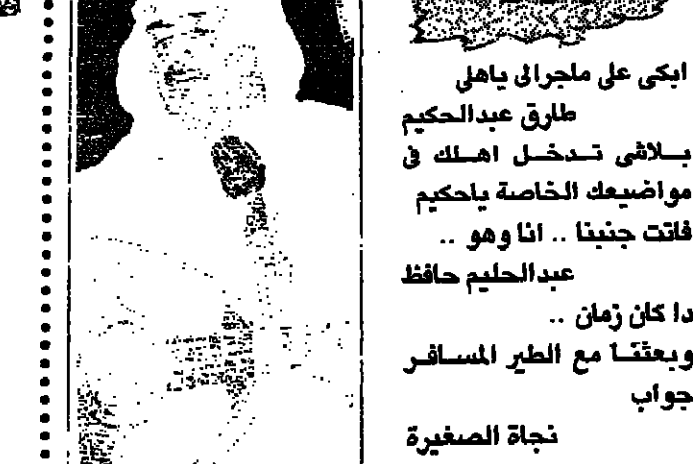 ابكى على ماجرالى ياهلى
طارق عبدالحكيم
بلاشى تدخل اهلك فى
مواضيعك الخاصة ياحكيم
فاتت جنبنا .. انا وهو ..
عبدالحليم حافظ
دا كان زمان ..
وبعتنا مع الطير المسافر
جواب
نجاة الصغيرة